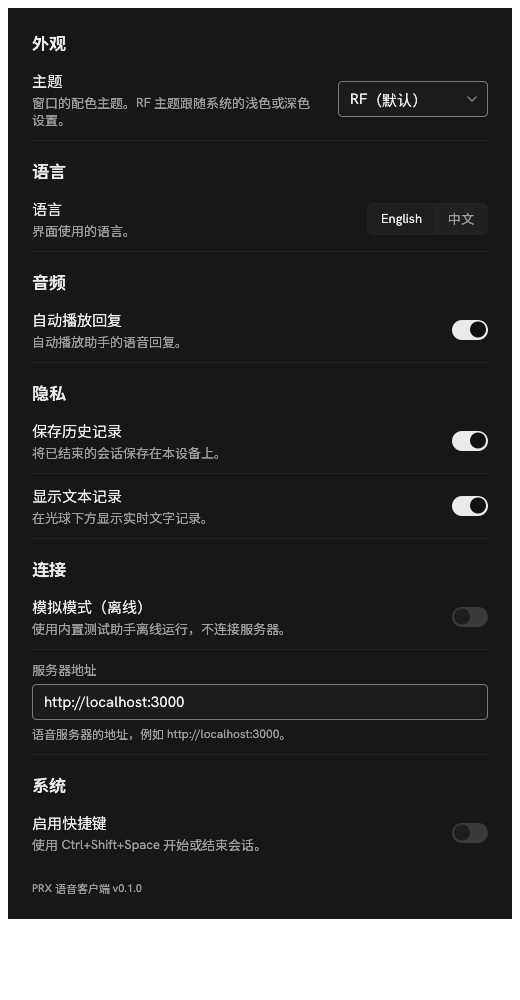 外观
主题
窗口的配色主题。RF 主题跟随系统的浅色或深色
设置。
RF（默认）
语言
语言
界面使用的语言。
English
中文
音频
自动播放回复
自动播放助手的语音回复。
隐私
保存历史记录
将已结束的会话保存在本设备上。
显示文本记录
在光球下方显示实时文字记录。
连接
模拟模式（离线）
使用内置测试助手离线运行，不连接服务器。
服务器地址
http://localhost:3000
语音服务器的地址，例如 http://localhost:3000。
系统
启用快捷键
使用 Ctrl+Shift+Space 开始或结束会话。
PRX 语音客户端 v0.1.0